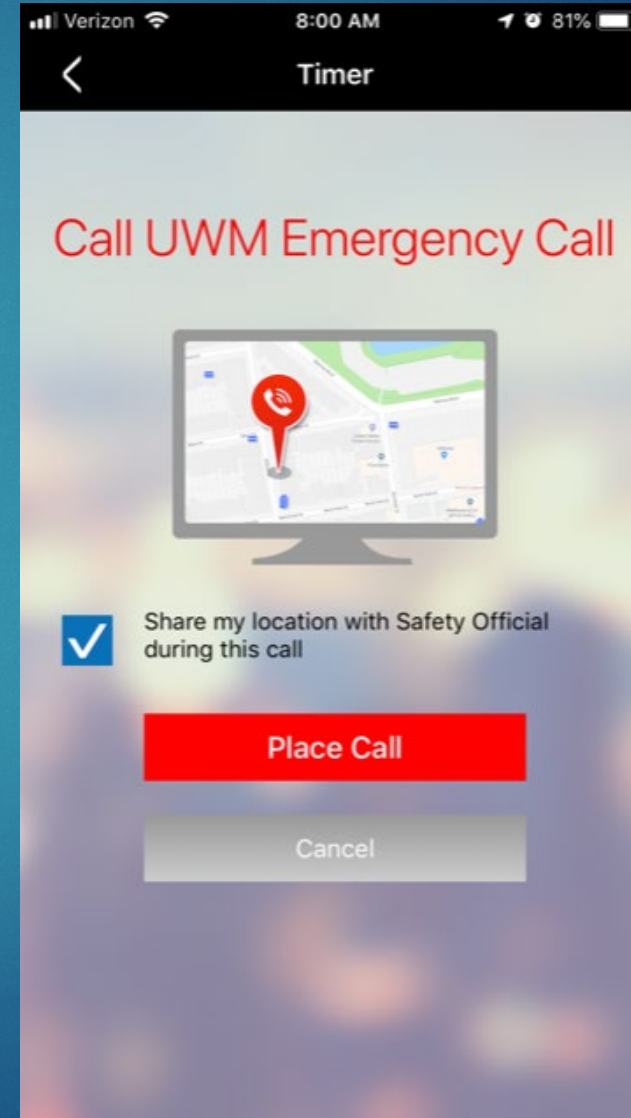 Verizon 8:00 AM 81%
Timer
Call UWM Emergency Call
Share my location with Safety Official
during this call
Place Call
Cancel